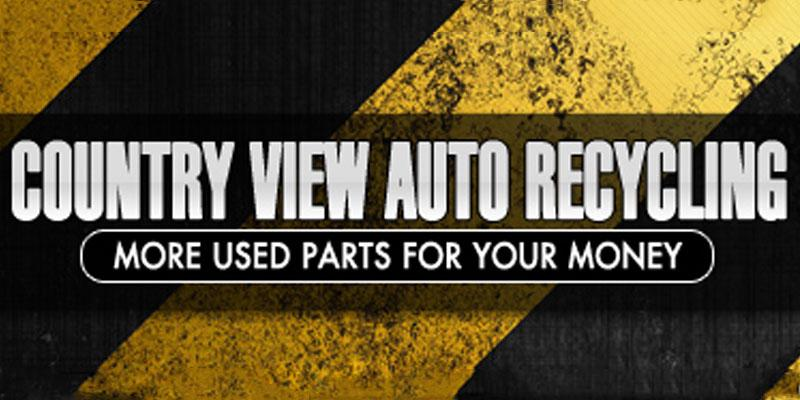 COUNTRY VIEW AUTO RECYCLING
MORE USED PARTS FOR YOUR MONEY